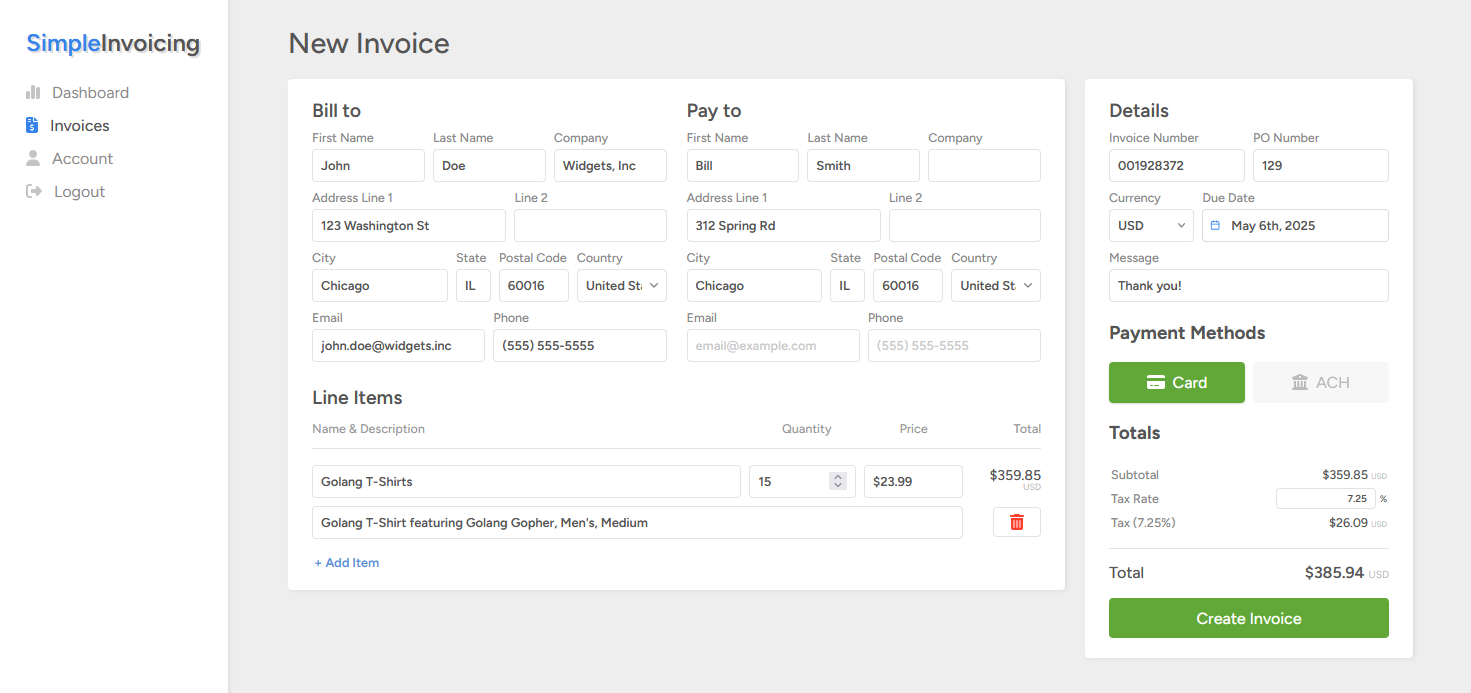 SimpleInvoicing
Dashboard
Invoices
Account
Logout
New Invoice
Bill to
First Name Last Name Company
John Doe Widgets, Inc
Address Line 1 Line 2
123 Washington St
City State Postal Code Country
Chicago IL 60016 United St
Email Phone
john.doe@widgets.inc (555) 555-5555
Pay to
First Name Last Name Company
Bill Smith
Address Line 1 Line 2
312 Spring Rd
City State Postal Code Country
Chicago IL 60016 United St
Email Phone
email@example.com (555) 555-5555
Line Items
Name & Description Quantity Price Total
Golang T-Shirts 15 $23.99 $359.85
USD
Golang T-Shirt featuring Golang Gopher, Men's, Medium
+ Add Item
Details
Invoice Number PO Number
001928372 129
Currency Due Date
USD May 6th, 2025
Message
Thank you!
Payment Methods
Card ACH
Totals
Subtotal $359.85 USD
Tax Rate 7.25 %
Tax (7.25%) $26.09 USD
Total $385.94 USD
Create Invoice